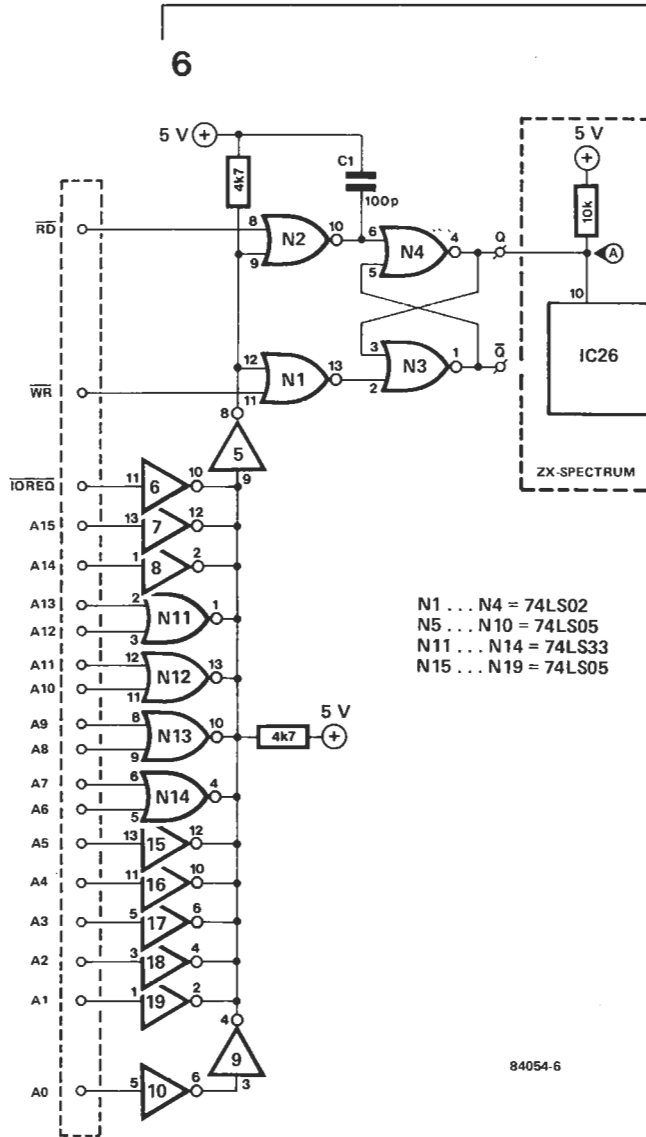 6
5 V
4k7
C1
100p
5 V
10k
RD
8
9
N2
10
6
5
N4
4
Q
A
10
IC26
12
11
N1
13
3
2
N3
1
Q
WR
8
5
9
ZX-SPECTRUM
IOREQ
11
6
10
A15
13
7
12
A14
1
8
2
A13
2
N11
1
A12
3
A11
12
N12
13
A10
11
A9
8
N13
10
A8
9
4k7
5 V
A7
6
N14
4
A6
5
A5
13
15
12
A4
11
16
10
A3
5
17
6
A2
3
18
4
A1
1
19
2
4
9
3
A0
5
10
6
N1 . . . N4 = 74LS02
N5 . . . N10 = 74LS05
N11 . . . N14 = 74LS33
N15 . . . N19 = 74LS05
84054-6